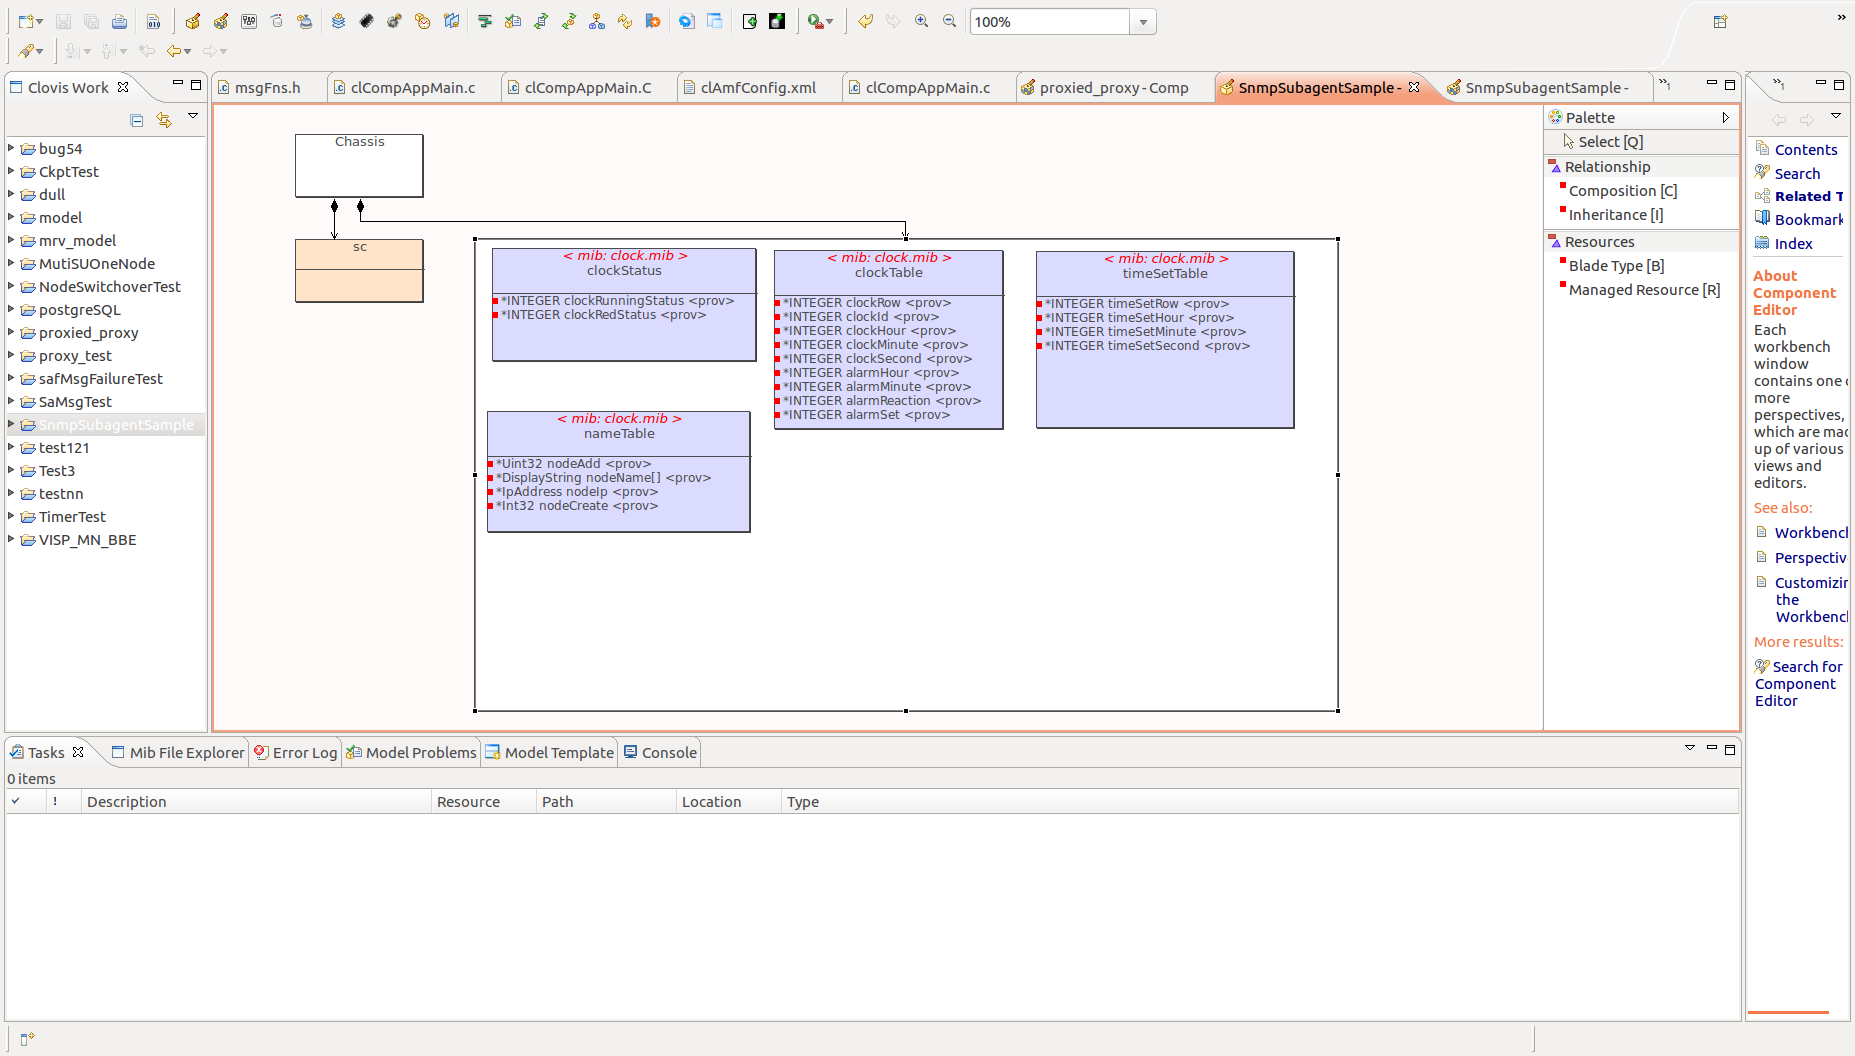 100%
»
Clovis Work
msgFns.h
clCompAppMain.c
clCompAppMain.C
clAmfConfig.xml
clCompAppMain.c
proxied_proxy - Comp
SnmpSubagentSample -
SnmpSubagentSample -
»1
»1
bug54
CkptTest
dull
model
mrv_model
MutiSUOneNode
NodeSwitchoverTest
postgreSQL
proxied_proxy
proxy_test
safMsgFailureTest
SaMsgTest
SnmpSubagentSample
test121
Test3
testnn
TimerTest
VISP_MN_BBE
Chassis
sc
< mib: clock.mib >
clockStatus
*INTEGER clockRunningStatus <prov>
*INTEGER clockRedStatus <prov>
< mib: clock.mib >
clockTable
*INTEGER clockRow <prov>
*INTEGER clockId <prov>
*INTEGER clockHour <prov>
*INTEGER clockMinute <prov>
*INTEGER clockSecond <prov>
*INTEGER alarmHour <prov>
*INTEGER alarmMinute <prov>
*INTEGER alarmReaction <prov>
*INTEGER alarmSet <prov>
< mib: clock.mib >
timeSetTable
*INTEGER timeSetRow <prov>
*INTEGER timeSetHour <prov>
*INTEGER timeSetMinute <prov>
*INTEGER timeSetSecond <prov>
< mib: clock.mib >
nameTable
*Uint32 nodeAdd <prov>
*DisplayString nodeName[] <prov>
*IpAddress nodeIp <prov>
*Int32 nodeCreate <prov>
Palette
Select [Q]
Relationship
Composition [C]
Inheritance [I]
Resources
Blade Type [B]
Managed Resource [R]
Contents
Search
Related T
Bookmark
Index
About
Component
Editor
Each
workbench
window
contains one o
more
perspectives,
which are mad
up of various
views and
editors.
See also:
Workbencl
Perspectiv
Customizin
the
Workbencl
More results:
Search for
Component
Editor
Tasks
Mib File Explorer
Error Log
Model Problems
Model Template
Console
0 items
!
Description
Resource
Path
Location
Type